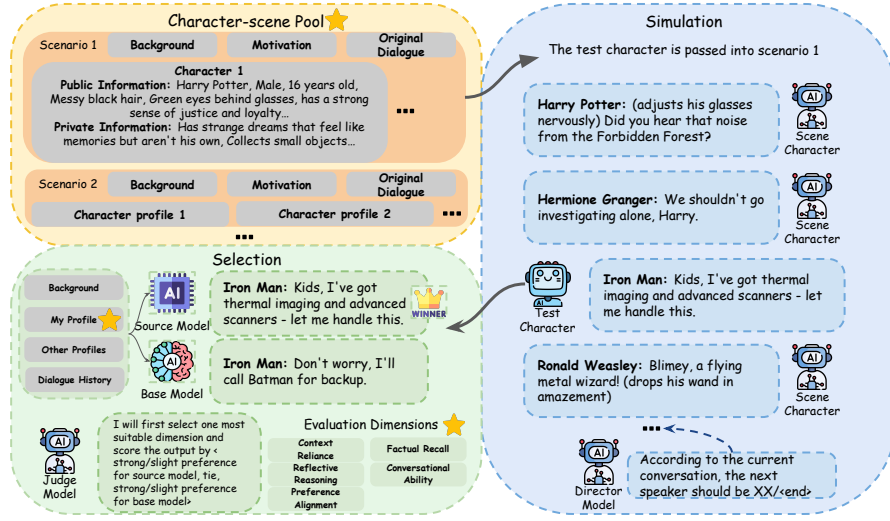 Character-scene Pool
Scenario 1
Background
Motivation
Original
Dialogue
Character 1
Public Information: Harry Potter, Male, 16 years old,
Messy black hair, Green eyes behind glasses, has a strong
sense of justice and loyalty…
Private Information: Has strange dreams that feel like
memories but aren't his own, Collects small objects…
...
Scenario 2
Background
Motivation
Original
Dialogue
Character profile 1
Character profile 2
...
...
Selection
Background
My Profile
Other Profiles
Dialogue History
AI
Source Model
AI
Base Model
Iron Man: Kids, I've got
thermal imaging and advanced
scanners - let me handle this.
WINNER
Iron Man: Don't worry, I'll
call Batman for backup.
AI
Judge
Model
I will first select one most
suitable dimension and
score the output by <
strong/slight preference
for source model, tie,
strong/slight preference
for base model>
Evaluation Dimensions
Context
Reliance
Reflective
Reasoning
Preference
Alignment
Factual Recall
Conversational
Ability
Simulation
The test character is passed into scenario 1
Harry Potter: (adjusts his glasses
nervously) Did you hear that noise
from the Forbidden Forest?
AI
Scene
Character
Hermione Granger: We shouldn't go
investigating alone, Harry.
AI
Scene
Character
Test
Character
Iron Man: Kids, I've got thermal
imaging and advanced scanners - let
me handle this.
Ronald Weasley: Blimey, a flying
metal wizard! (drops his wand in
amazement)
AI
Scene
Character
...
AI
Director
Model
According to the current
conversation, the next
speaker should be XX/<end>